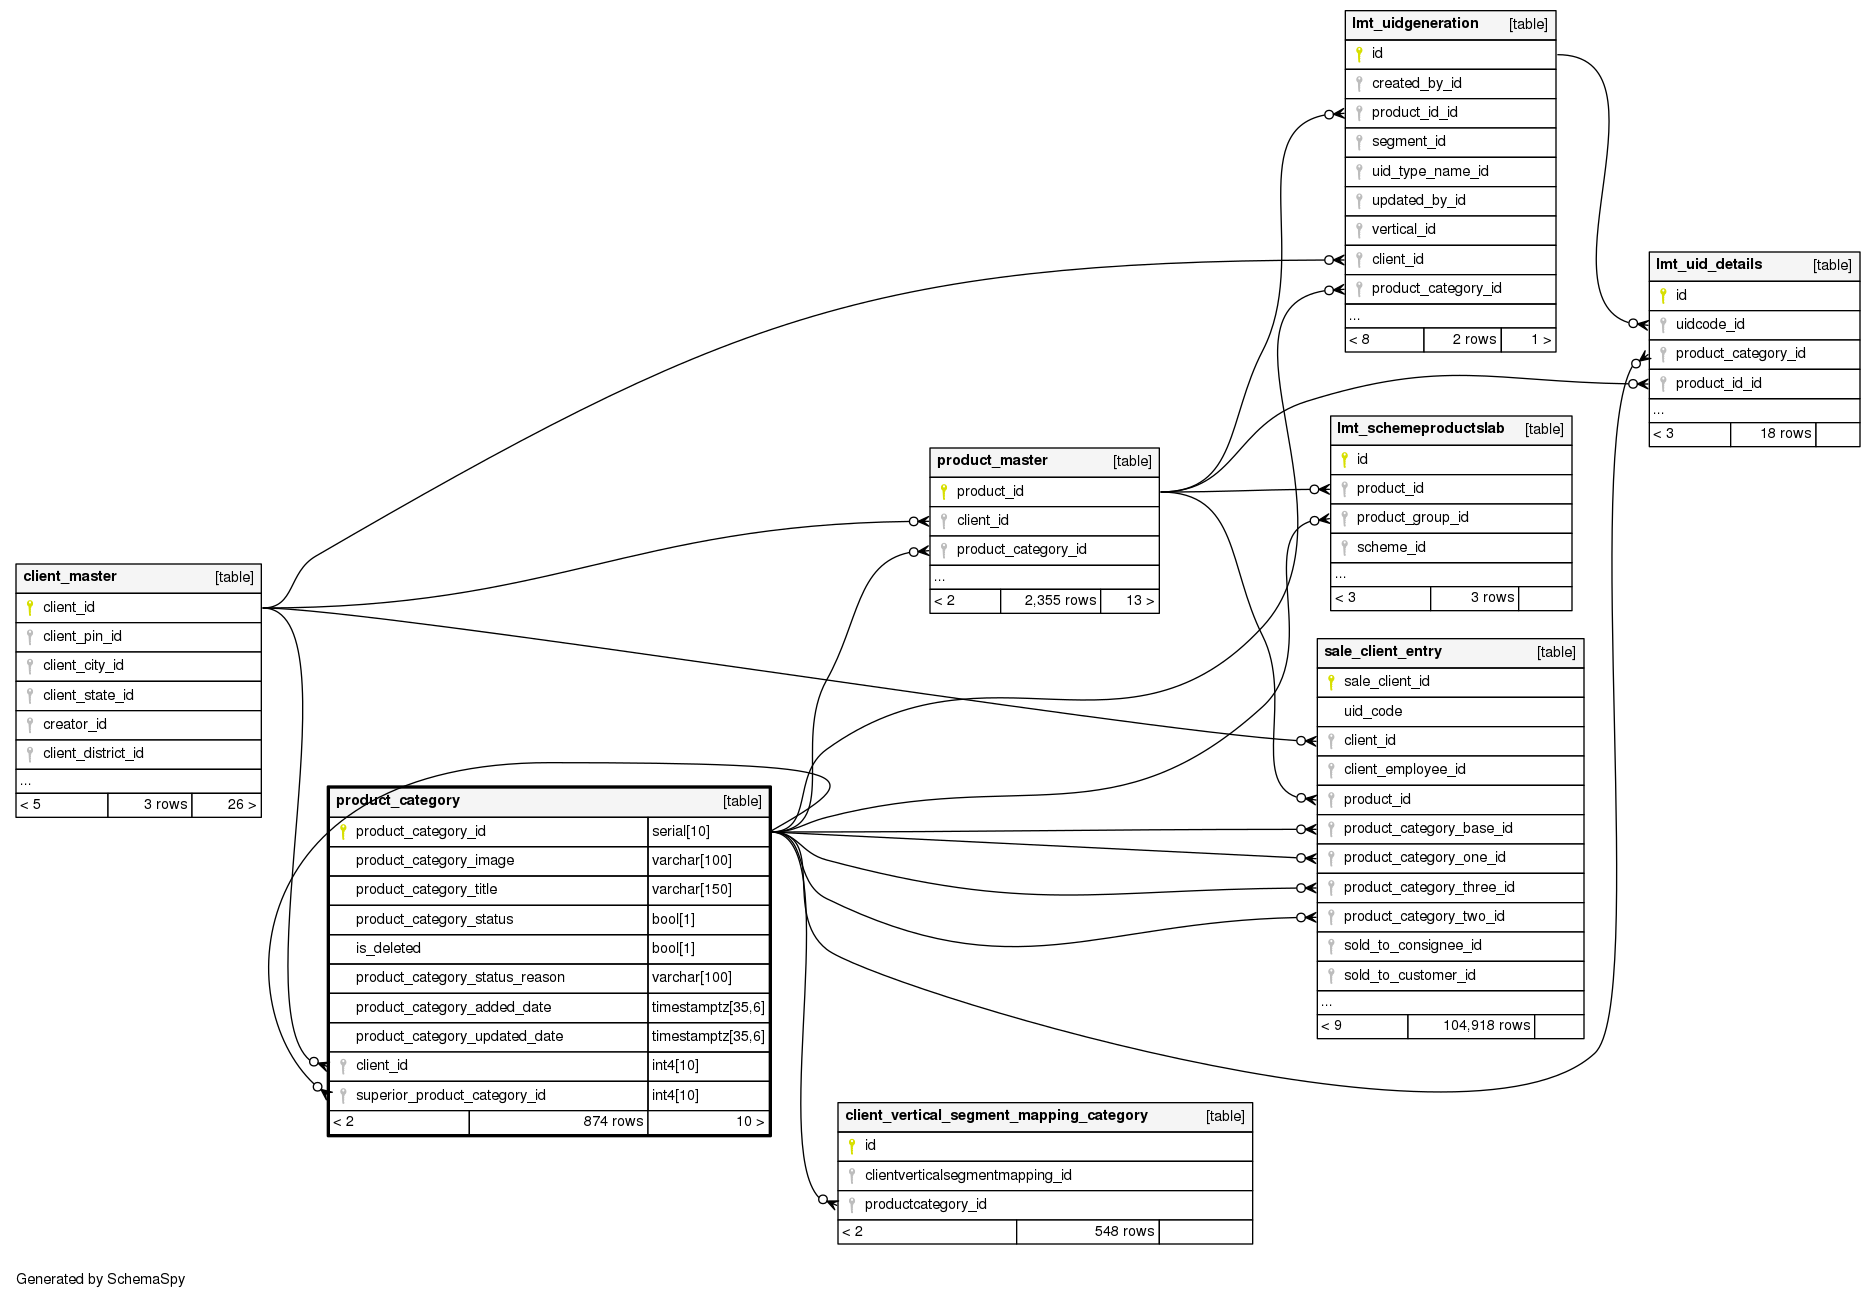 lmt_uidgeneration [table]
id
created_by_id
product_id_id
segment_id
uid_type_name_id
updated_by_id
vertical_id
client_id
product_category_id
...
< 8 2 rows 1 >
lmt_uid_details [table]
id
uidcode_id
product_category_id
product_id_id
...
< 3 18 rows
lmt_schemeproductslab [table]
id
product_id
product_group_id
scheme_id
...
< 3 3 rows
product_master [table]
product_id
client_id
product_category_id
...
< 2 2,355 rows 13 >
client_master [table]
client_id
client_pin_id
client_city_id
client_state_id
creator_id
client_district_id
...
< 5 3 rows 26 >
sale_client_entry [table]
sale_client_id
uid_code
client_id
client_employee_id
product_id
product_category_base_id
product_category_one_id
product_category_three_id
product_category_two_id
sold_to_consignee_id
sold_to_customer_id
...
< 9 104,918 rows
product_category [table]
product_category_id serial[10]
product_category_image varchar[100]
product_category_title varchar[150]
product_category_status bool[1]
is_deleted bool[1]
product_category_status_reason varchar[100]
product_category_added_date timestamptz[35,6]
product_category_updated_date timestamptz[35,6]
client_id int4[10]
superior_product_category_id int4[10]
< 2 874 rows 10 >
client_vertical_segment_mapping_category [table]
id
clientverticalsegmentmapping_id
productcategory_id
< 2 548 rows
Generated by SchemaSpy